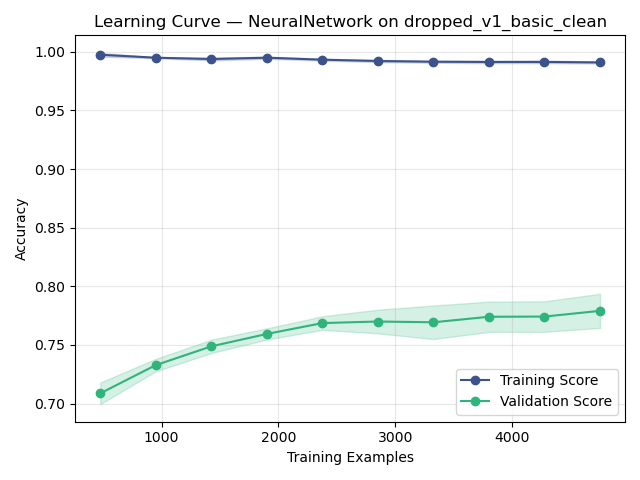 Learning Curve — NeuralNetwork on dropped_v1_basic_clean
1.00
0.95
0.90
0.85
0.80
0.75
0.70
Accuracy
1000
2000
3000
4000
Training Examples
Training Score
Validation Score